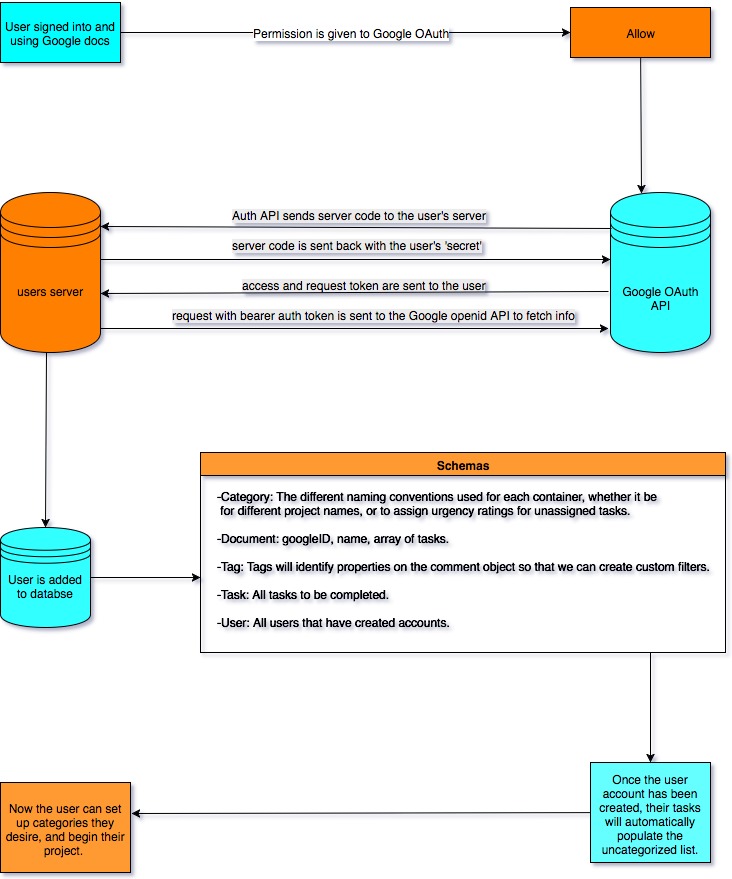 User signed into and
using Google docs
Permission is given to Google OAuth
Allow
Auth API sends server code to the user's server
server code is sent back with the user's 'secret'
users server
access and request token are sent to the user
Google OAuth
API
request with bearer auth token is sent to the Google openid API to fetch info
Schemas
-Category: The different naming conventions used for each container, whether it be
for different project names, or to assign urgency ratings for unassigned tasks.
-Document: googleID, name, array of tasks.
-Tag: Tags will identify properties on the comment object so that we can create custom filters.
-Task: All tasks to be completed.
-User: All users that have created accounts.
User is added
to databse
Once the user
account has been
created, their tasks
will automatically
populate the
uncategorized list.
Now the user can set
up categories they
desire, and begin their
project.